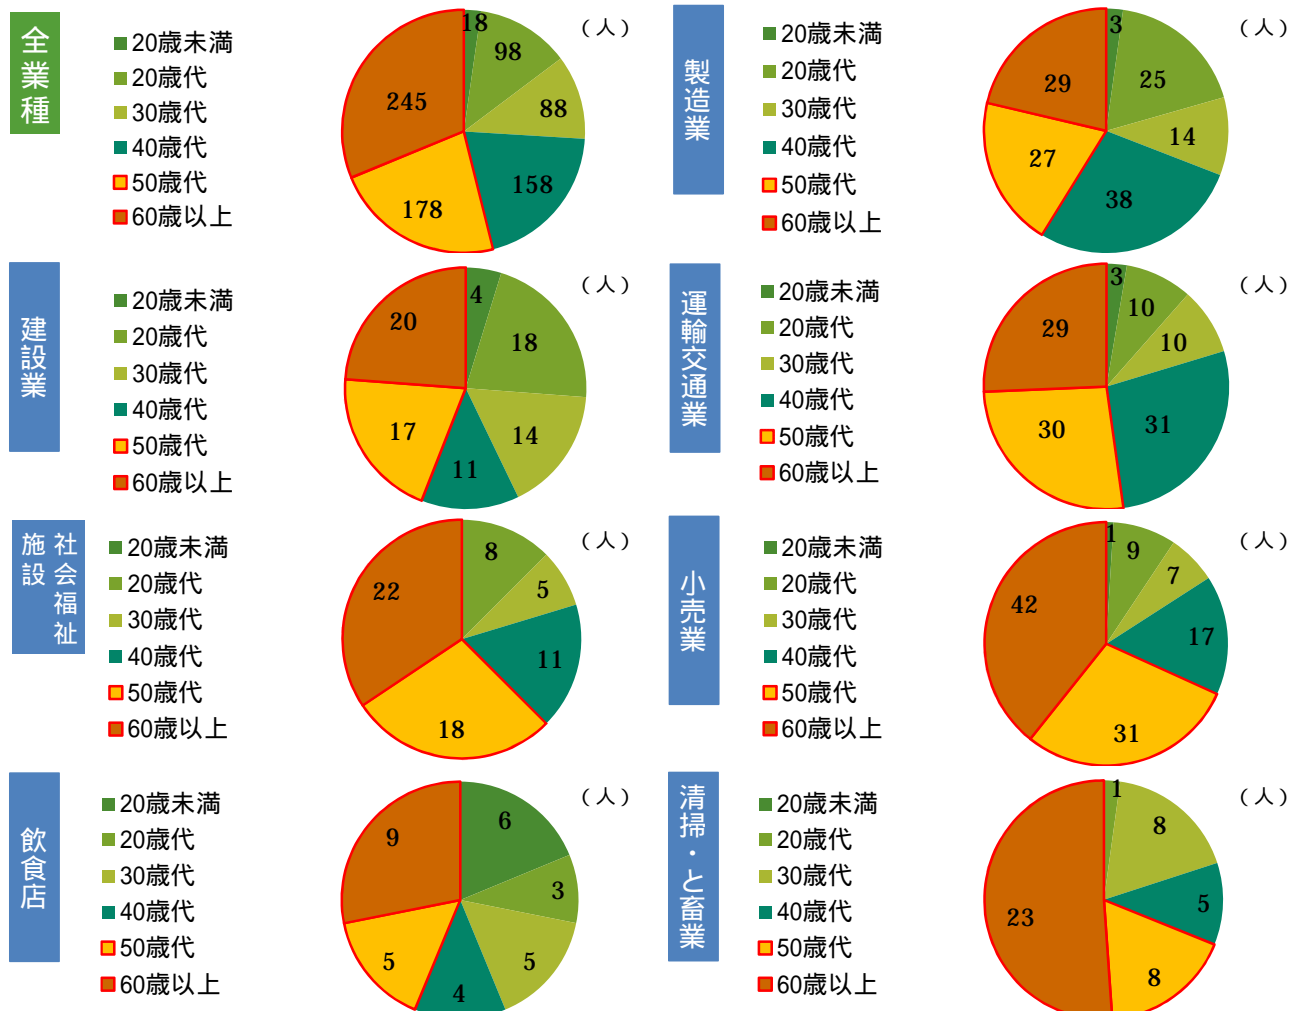 全業種
20歳未満
20歳代
30歳代
40歳代
50歳代
60歳以上
(人)
18
98
88
158
178
245
製造業
20歳未満
20歳代
30歳代
40歳代
50歳代
60歳以上
(人)
3
25
14
38
27
29
建設業
20歳未満
20歳代
30歳代
40歳代
50歳代
60歳以上
(人)
4
18
14
11
17
20
運輸交通業
20歳未満
20歳代
30歳代
40歳代
50歳代
60歳以上
(人)
3
10
10
31
30
29
社会福祉
施設
20歳未満
20歳代
30歳代
40歳代
50歳代
60歳以上
(人)
8
5
11
18
22
小売業
20歳未満
20歳代
30歳代
40歳代
50歳代
60歳以上
(人)
1
9
7
17
31
42
飲食店
20歳未満
20歳代
30歳代
40歳代
50歳代
60歳以上
(人)
6
3
5
4
5
9
清掃・と畜業
20歳未満
20歳代
30歳代
40歳代
50歳代
60歳以上
(人)
1
8
5
8
23